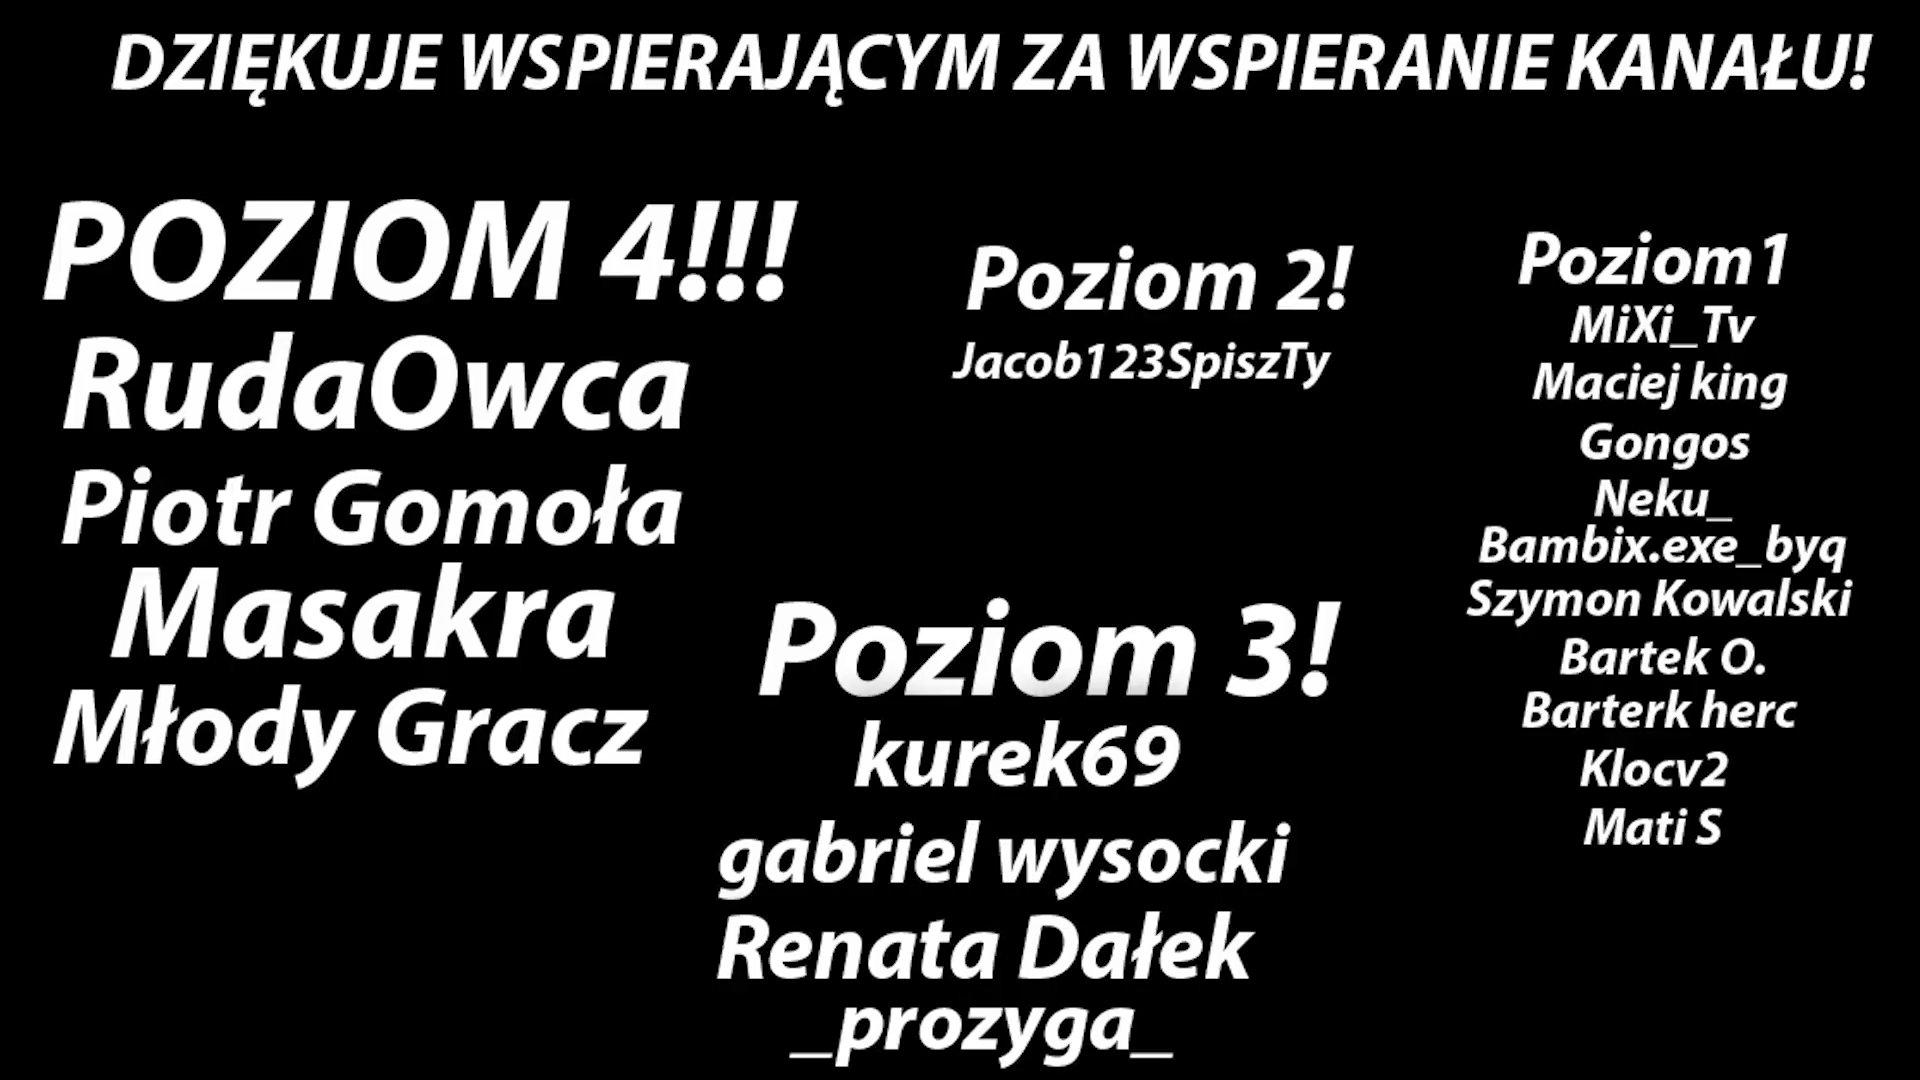 DZIĘKUJE WSPIERAJĄCYM ZA WSPIERANIE KANAŁU!
POZIOM 4!!!
RudaOwca
Piotr Gomoła
Masakra
Młody Gracz
Poziom 2!
Jacob123SpiszTy
Poziom 3!
kurek69
gabriel wysocki
Renata Dałek
_prozyga_
Poziom1
MiXi_Tv
Maciej king
Gongos
Neku_
Bambix.exe_byq
Szymon Kowalski
Bartek O.
Barterk herc
Klocv2
Mati S